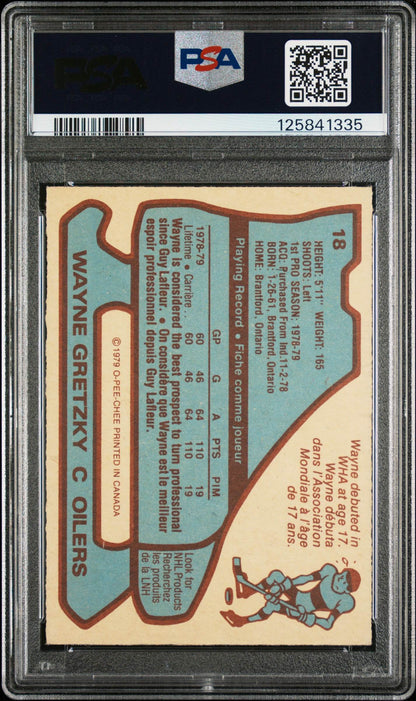 PSA
PSA
125841335
18
HEIGHT: 5'11" WEIGHT: 165
SHOOTS: Left
1st PRO SEASON: 1978-79
ACQ: Purchased From Ind.11-2-78
BORN: 1-26-61, Brantford, Ontario
HOME: Brantford, Ontario
Wayne debuted in
WHA at age 17. •
Wayne débuta
dans l'Association
Mondiale à l'âge
de 17 ans.
Playing Record • Fiche comme joueur
GP G A PTS PIM
1978-79 60 46 64 110 19
Lifetime • Carrière . . 60 46 64 110 19
Wayne is considered the best prospect to turn professional
since Guy Lafleur. • On considère que Wayne est le meilleur
espoir professionnel depuis Guy Lafleur.
Look for
NHL Products
Recherchez
les produits
de la LNH
© 1979 O-PEE-CHEE PRINTED IN CANADA
WAYNE GRETZKY C OILERS